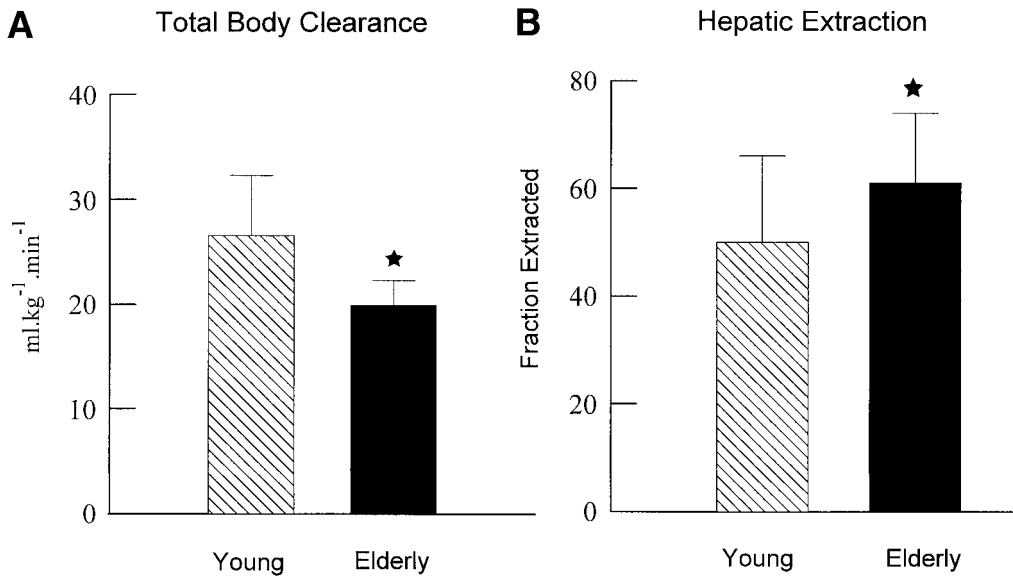 A
Total Body Clearance
40
30
20
10
0
ml.kg⁻¹.min⁻¹
Young
Elderly
B
Hepatic Extraction
80
60
40
20
0
Fraction Extracted
Young
Elderly